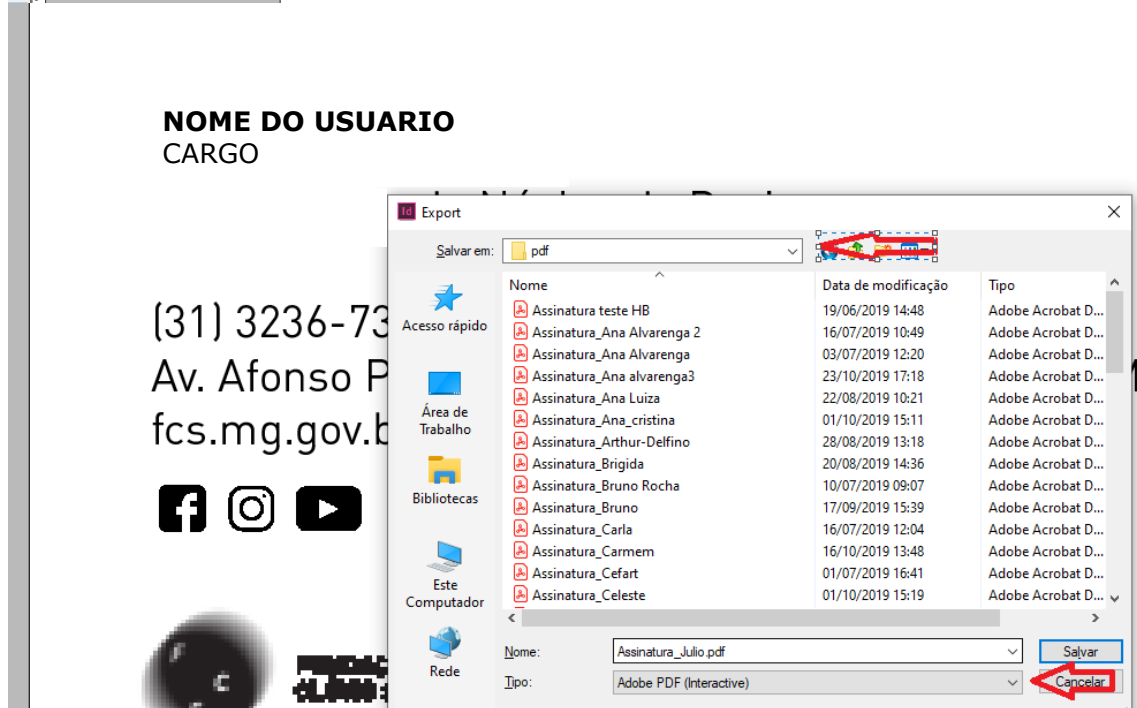 NOME DO USUARIO
CARGO
Id Export
Salvar em: pdf
Nome Data de modificação Tipo
Assinatura teste HB 19/06/2019 14:48 Adobe Acrobat D...
Assinatura_Ana Alvarenga 2 16/07/2019 10:49 Adobe Acrobat D...
Assinatura_Ana Alvarenga 03/07/2019 12:20 Adobe Acrobat D...
Assinatura_Ana alvarenga3 23/10/2019 17:18 Adobe Acrobat D...
Assinatura_Ana Luiza 22/08/2019 10:21 Adobe Acrobat D...
Assinatura_Ana_cristina 01/10/2019 15:11 Adobe Acrobat D...
Assinatura_Arthur-Delfino 28/08/2019 13:18 Adobe Acrobat D...
Assinatura_Brigida 20/08/2019 14:36 Adobe Acrobat D...
Assinatura_Bruno Rocha 10/07/2019 09:07 Adobe Acrobat D...
Assinatura_Bruno 17/09/2019 15:39 Adobe Acrobat D...
Assinatura_Carla 16/07/2019 12:04 Adobe Acrobat D...
Assinatura_Carmem 16/10/2019 13:48 Adobe Acrobat D...
Assinatura_Cefart 01/07/2019 16:41 Adobe Acrobat D...
Assinatura_Celeste 01/10/2019 15:19 Adobe Acrobat D...
Acesso rápido
Área de
Trabalho
Bibliotecas
Este
Computador
Rede
Nome: Assinatura_Julio.pdf Salvar
Tipo: Adobe PDF (Interactive) Cancelar
(31) 3236-73
Av. Afonso P
fcs.mg.gov.b